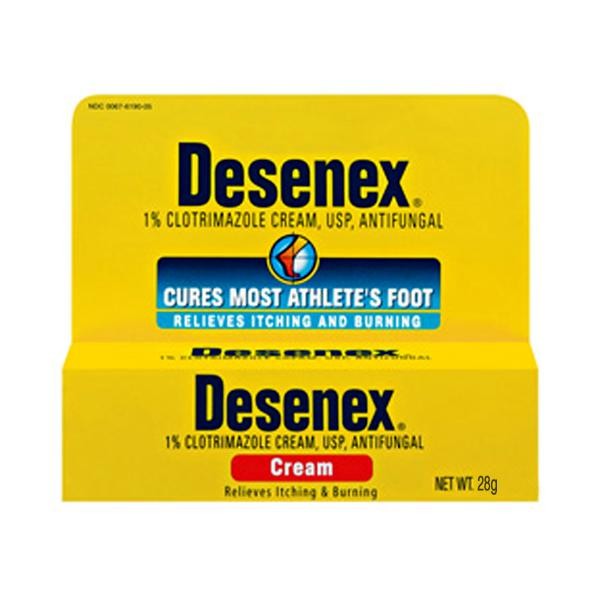 NDC 0067-6190-05
Desenex®
1% CLOTRIMAZOLE CREAM, USP, ANTIFUNGAL
CURES MOST ATHLETE'S FOOT
RELIEVES ITCHING AND BURNING
Desenex
Desenex®
1% CLOTRIMAZOLE CREAM, USP, ANTIFUNGAL
Cream
Relieves Itching & Burning
NET WT. 28g